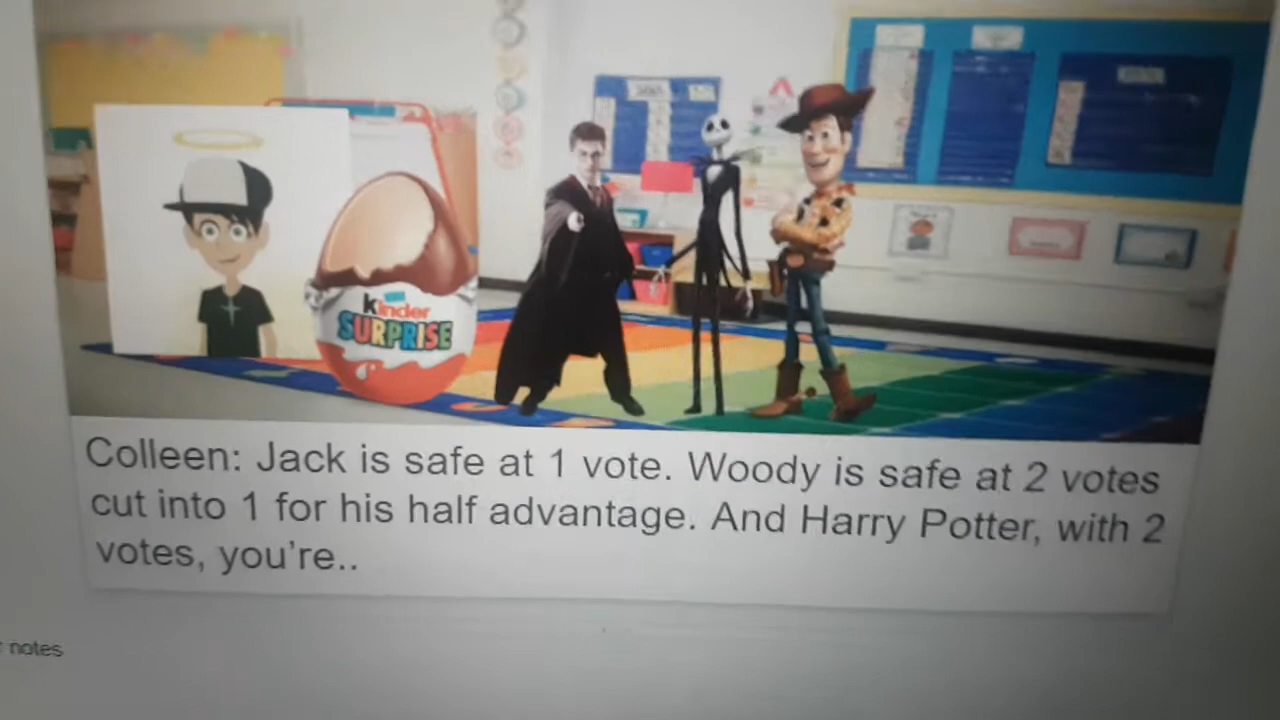 kinder
SURPRISE
Colleen: Jack is safe at 1 vote. Woody is safe at 2 votes
cut into 1 for his half advantage. And Harry Potter, with 2
votes, you're..
notes